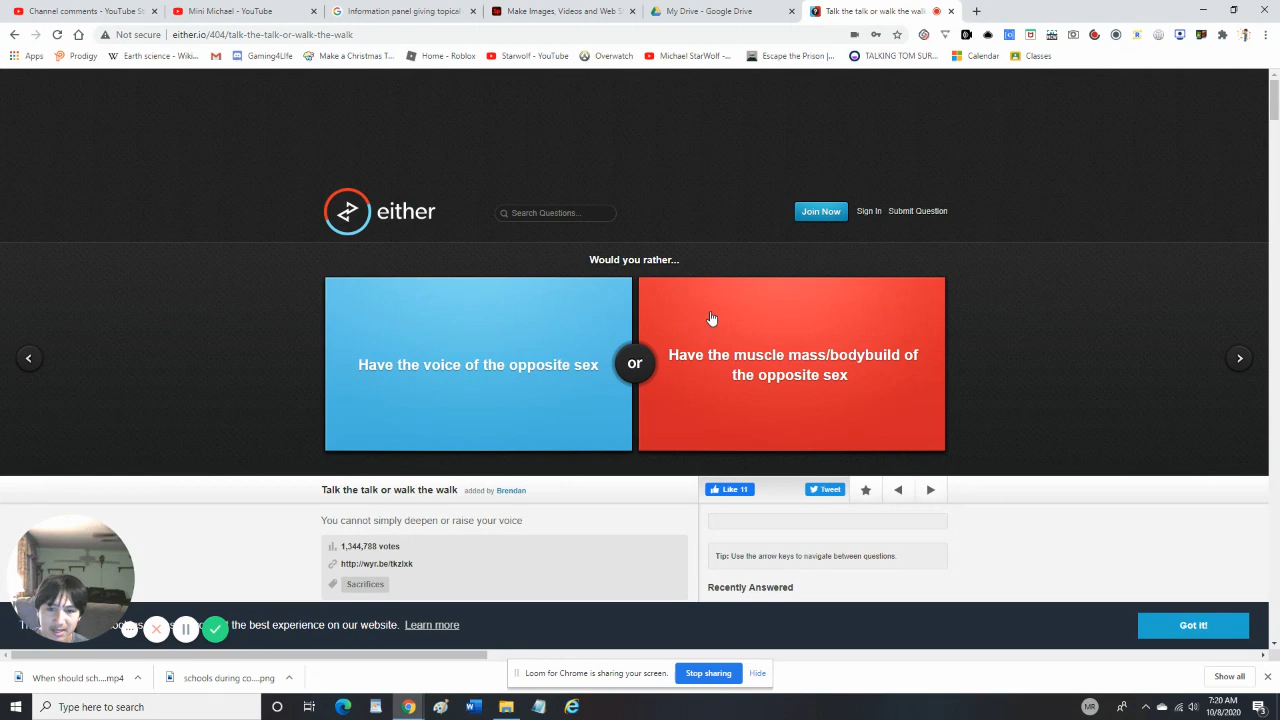 Channel comments - YouTube St
Mini Michael - YouTube
Information panel giving topical
Make Images, Videos and Web S
My Drive - Google Drive
Talk the talk or walk the walk
Not secure
either.io/404/talk-the-talk-or-walk-the-walk
Apps
Prodigy
Earth science - Wiki...
Gaming4Life
Make a Christmas T...
Home - Roblox
Starwolf - YouTube
Overwatch
Michael StarWolf -...
Escape the Prison |...
TALKING TOM SUR...
Calendar
Classes
either
Search Questions...
Join Now
Sign In
Submit Question
Would you rather...
Have the voice of the opposite sex
or
Have the muscle mass/bodybuild of
the opposite sex
Talk the talk or walk the walk
added by Brendan
Like 11
Tweet
You cannot simply deepen or raise your voice
1,344,788 votes
http://wyr.be/tkzlxk
Sacrifices
Tip: Use the arrow keys to navigate between questions.
Recently Answered
the best experience on our website. Learn more
Got it!
When should sch....mp4
schools during co....png
Loom for Chrome is sharing your screen.
Stop sharing
Hide
Show all
Type here to search
MR
7:20 AM
10/8/2020